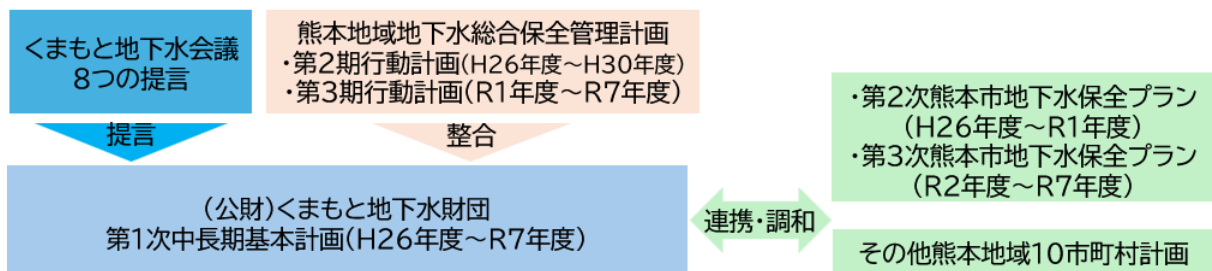 くまもと地下水会議
8つの提言
提言
熊本地域地下水総合保全管理計画
・第2期行動計画(H26年度～H30年度)
・第3期行動計画(R1年度～R7年度)
整合
(公財)くまもと地下水財団
第1次中長期基本計画(H26年度～R7年度)
連携・調和
・第2次熊本市地下水保全プラン
(H26年度～R1年度)
・第3次熊本市地下水保全プラン
(R2年度～R7年度)
その他熊本地域10市町村計画